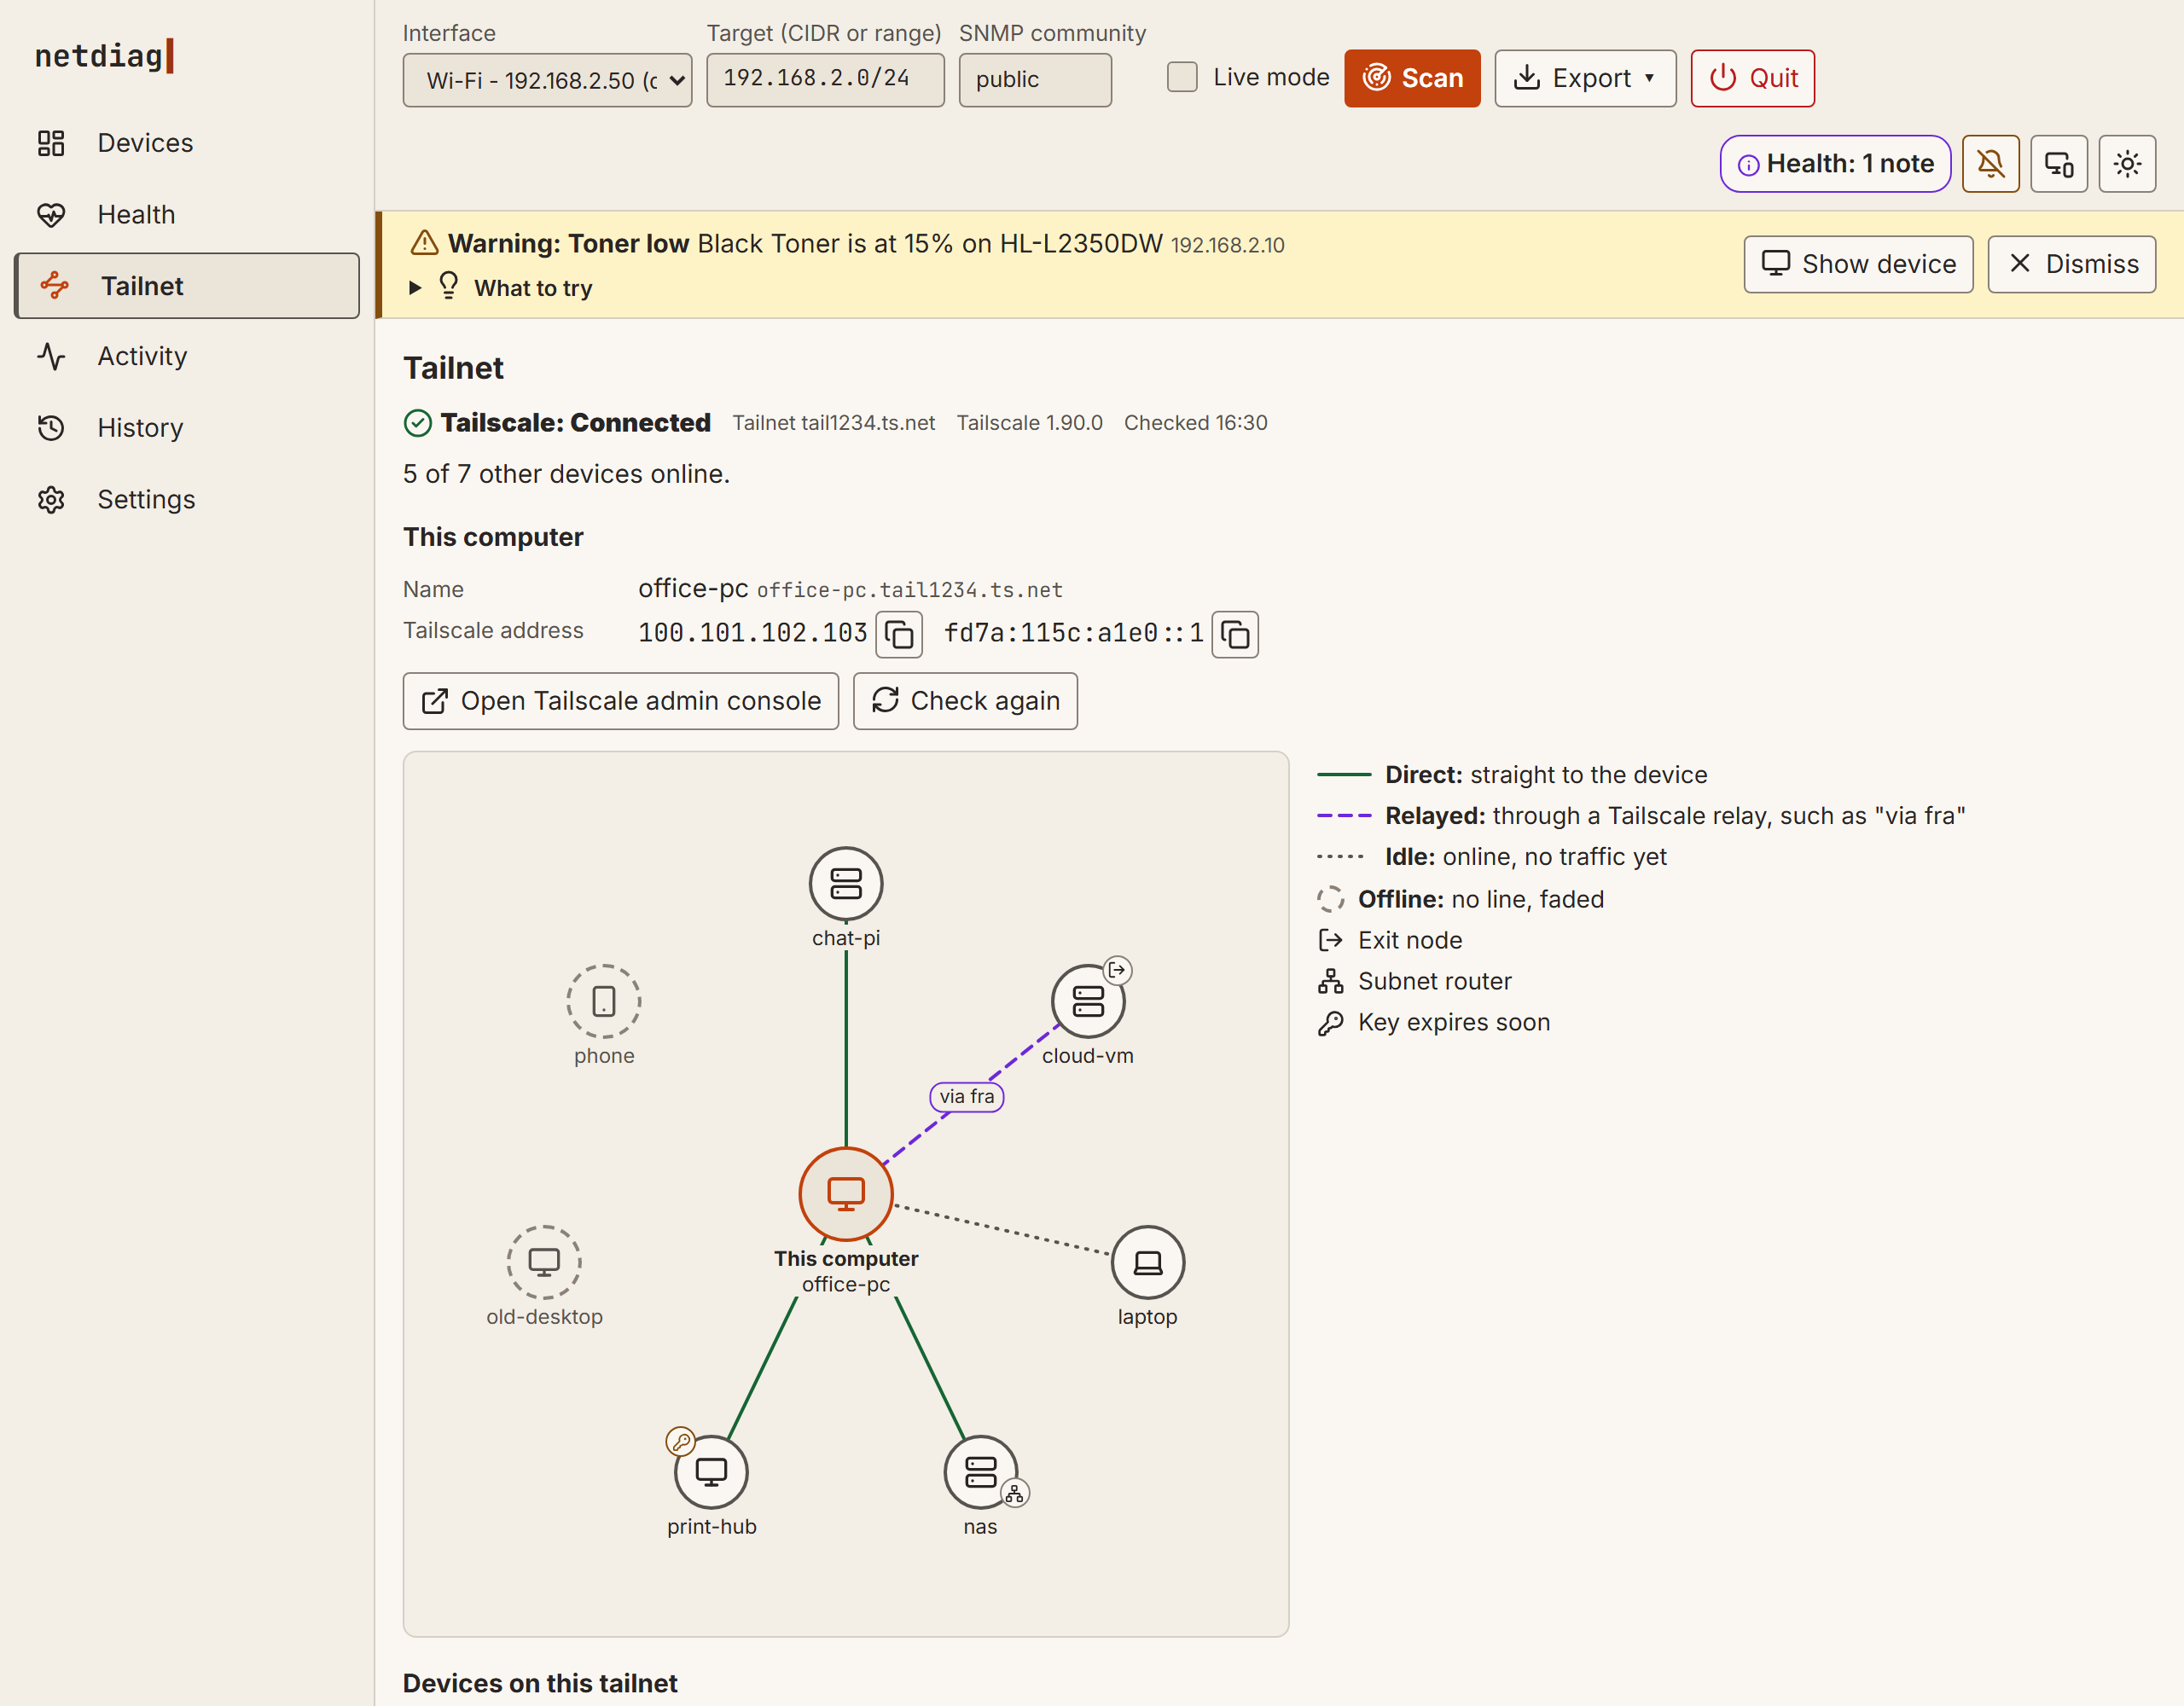 netdiag
Devices
Health
Tailnet
Activity
History
Settings
Interface
Target (CIDR or range)
SNMP community
Wi-Fi - 192.168.2.50 (c
192.168.2.0/24
public
Live mode
Scan
Export
Quit
Health: 1 note
Warning: Toner low Black Toner is at 15% on HL-L2350DW 192.168.2.10
What to try
Show device
Dismiss
Tailnet
Tailscale: Connected Tailnet tail1234.ts.net Tailscale 1.90.0 Checked 16:30
5 of 7 other devices online.
This computer
Name office-pc office-pc.tail1234.ts.net
Tailscale address 100.101.102.103 fd7a:115c:a1e0::1
Open Tailscale admin console
Check again
chat-pi
phone
cloud-vm
via fra
This computer
office-pc
old-desktop
laptop
print-hub
nas
Direct: straight to the device
Relayed: through a Tailscale relay, such as "via fra"
Idle: online, no traffic yet
Offline: no line, faded
Exit node
Subnet router
Key expires soon
Devices on this tailnet